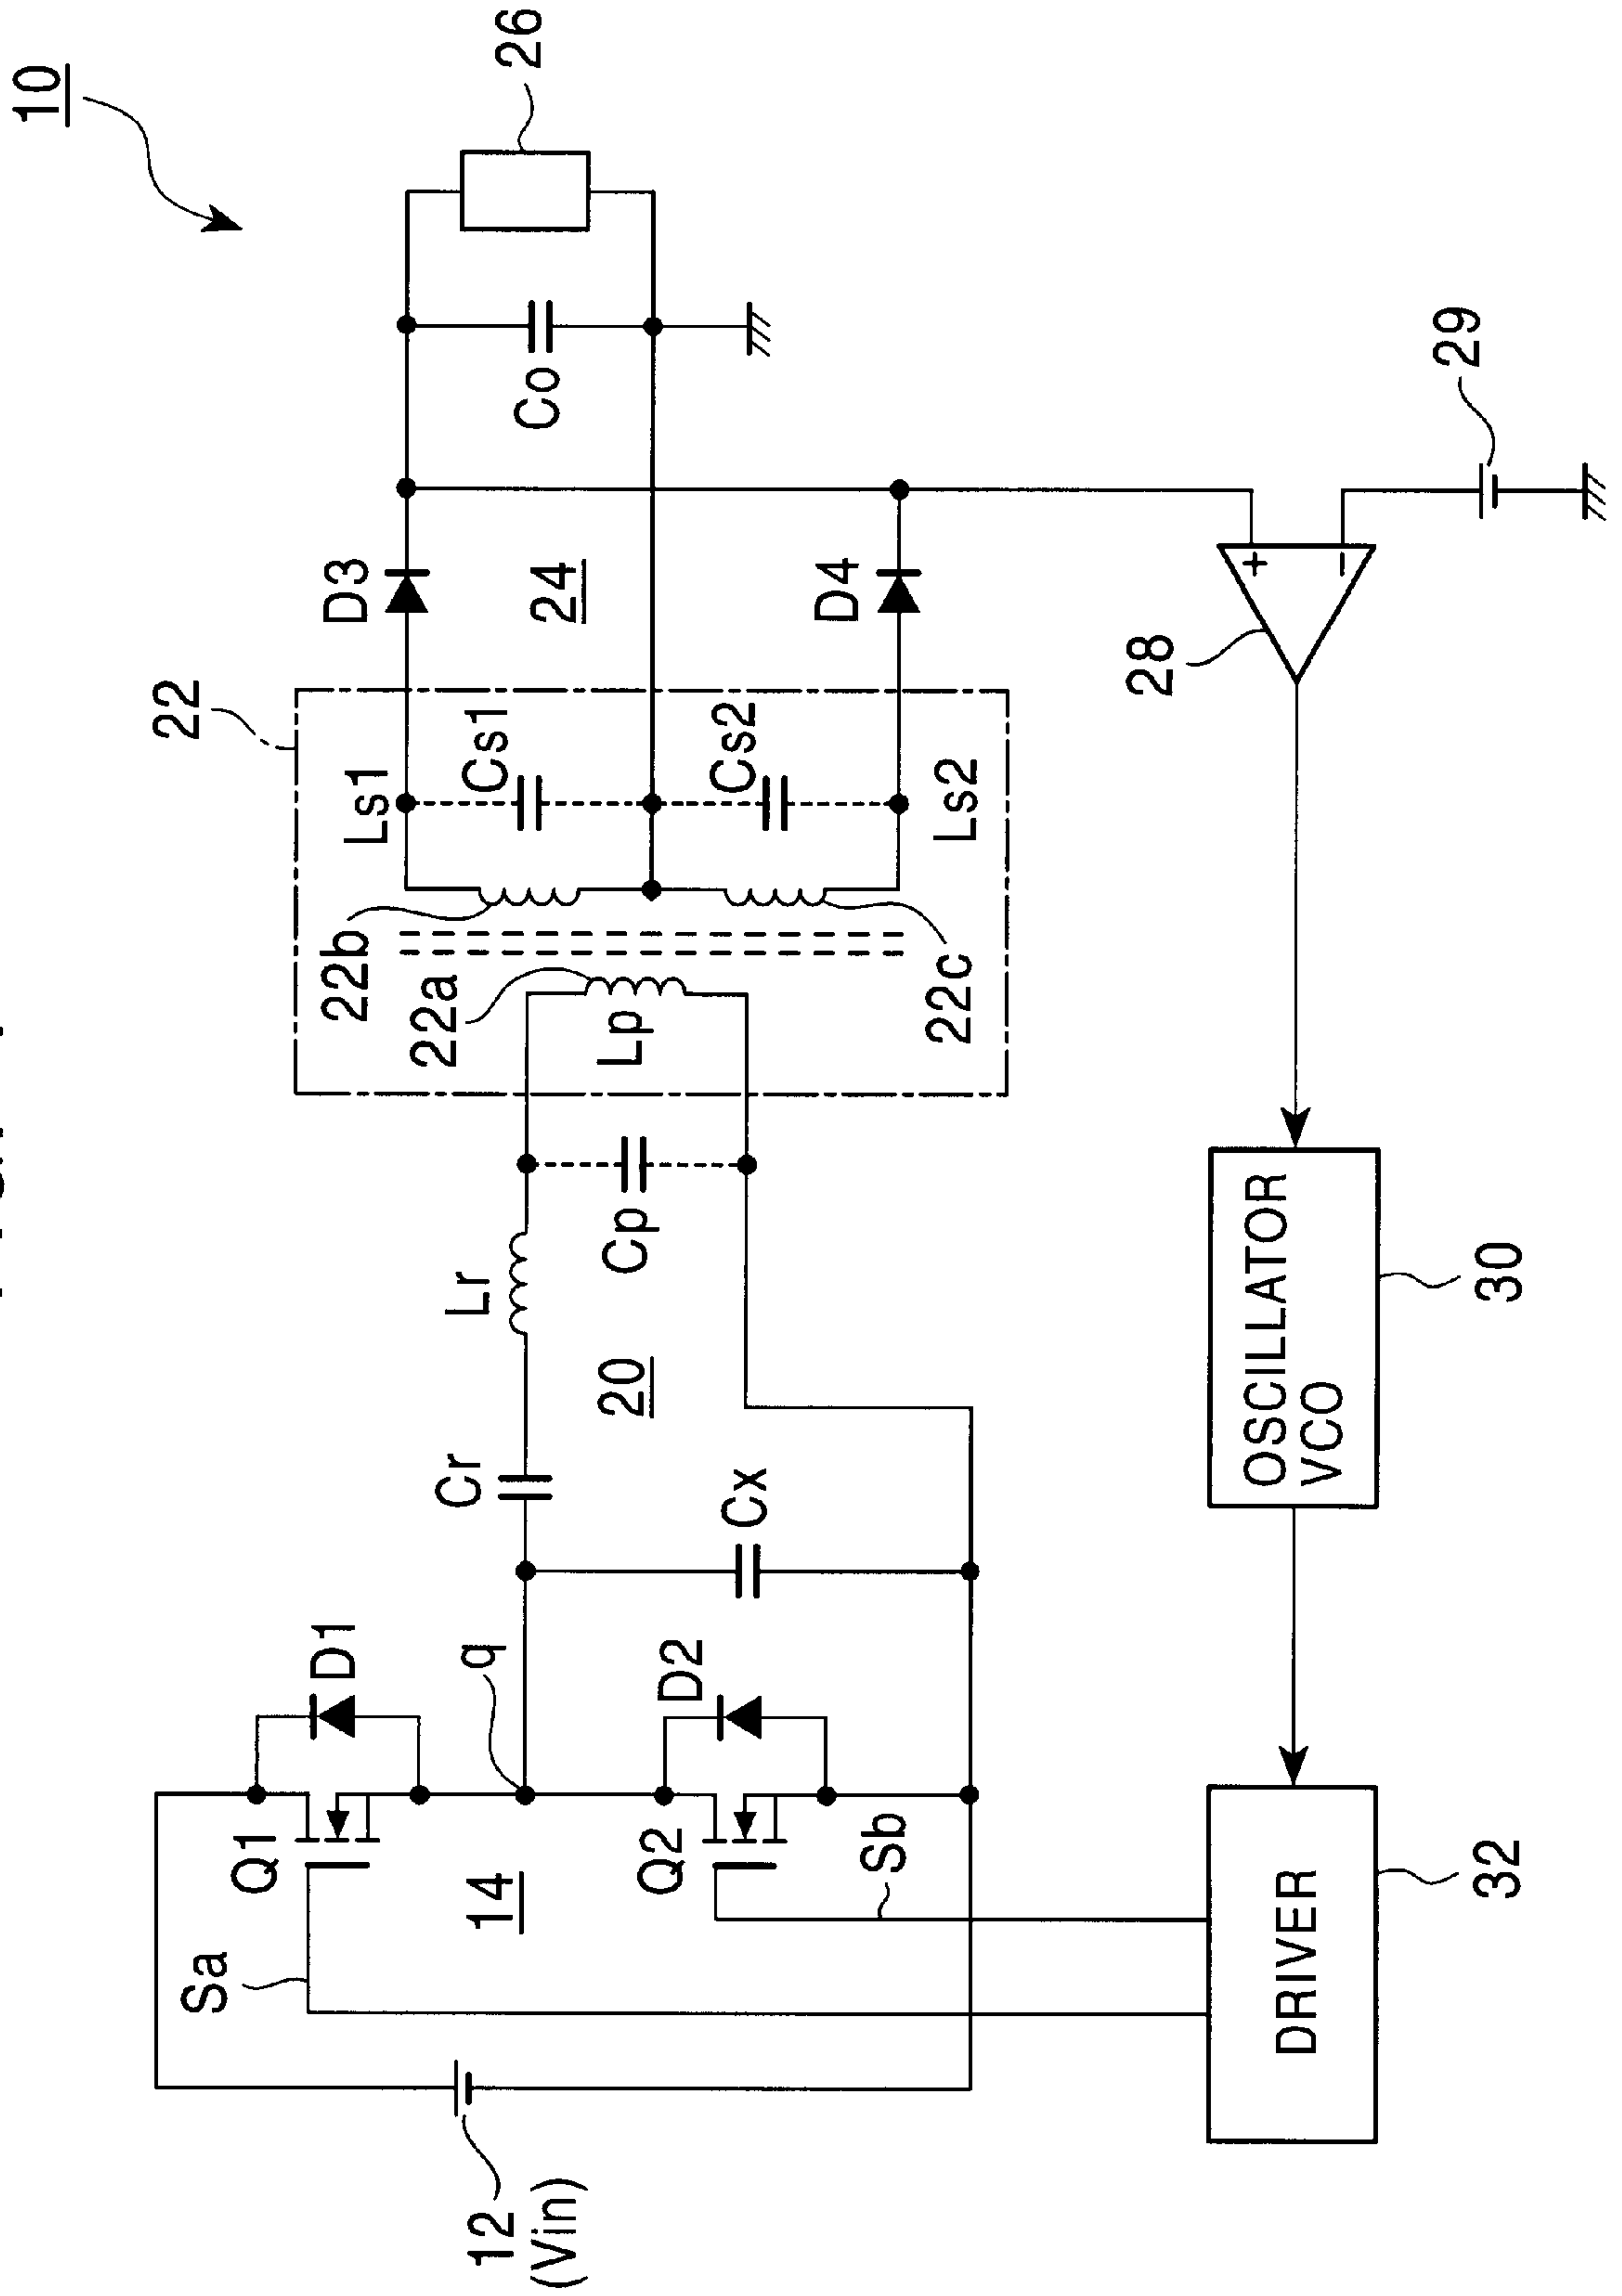 10
26
22
Ls1
D3
Cs1
24
Co
22b
22a
Lp
Cs2
D4
Ls2
22c
Lr
Cp
Cr
20
Cx
D1
q
Q1
D2
Sa
14
Q2
Sb
12
(Vin)
28
+
−
29
OSCILLATOR
VCO
30
DRIVER
32